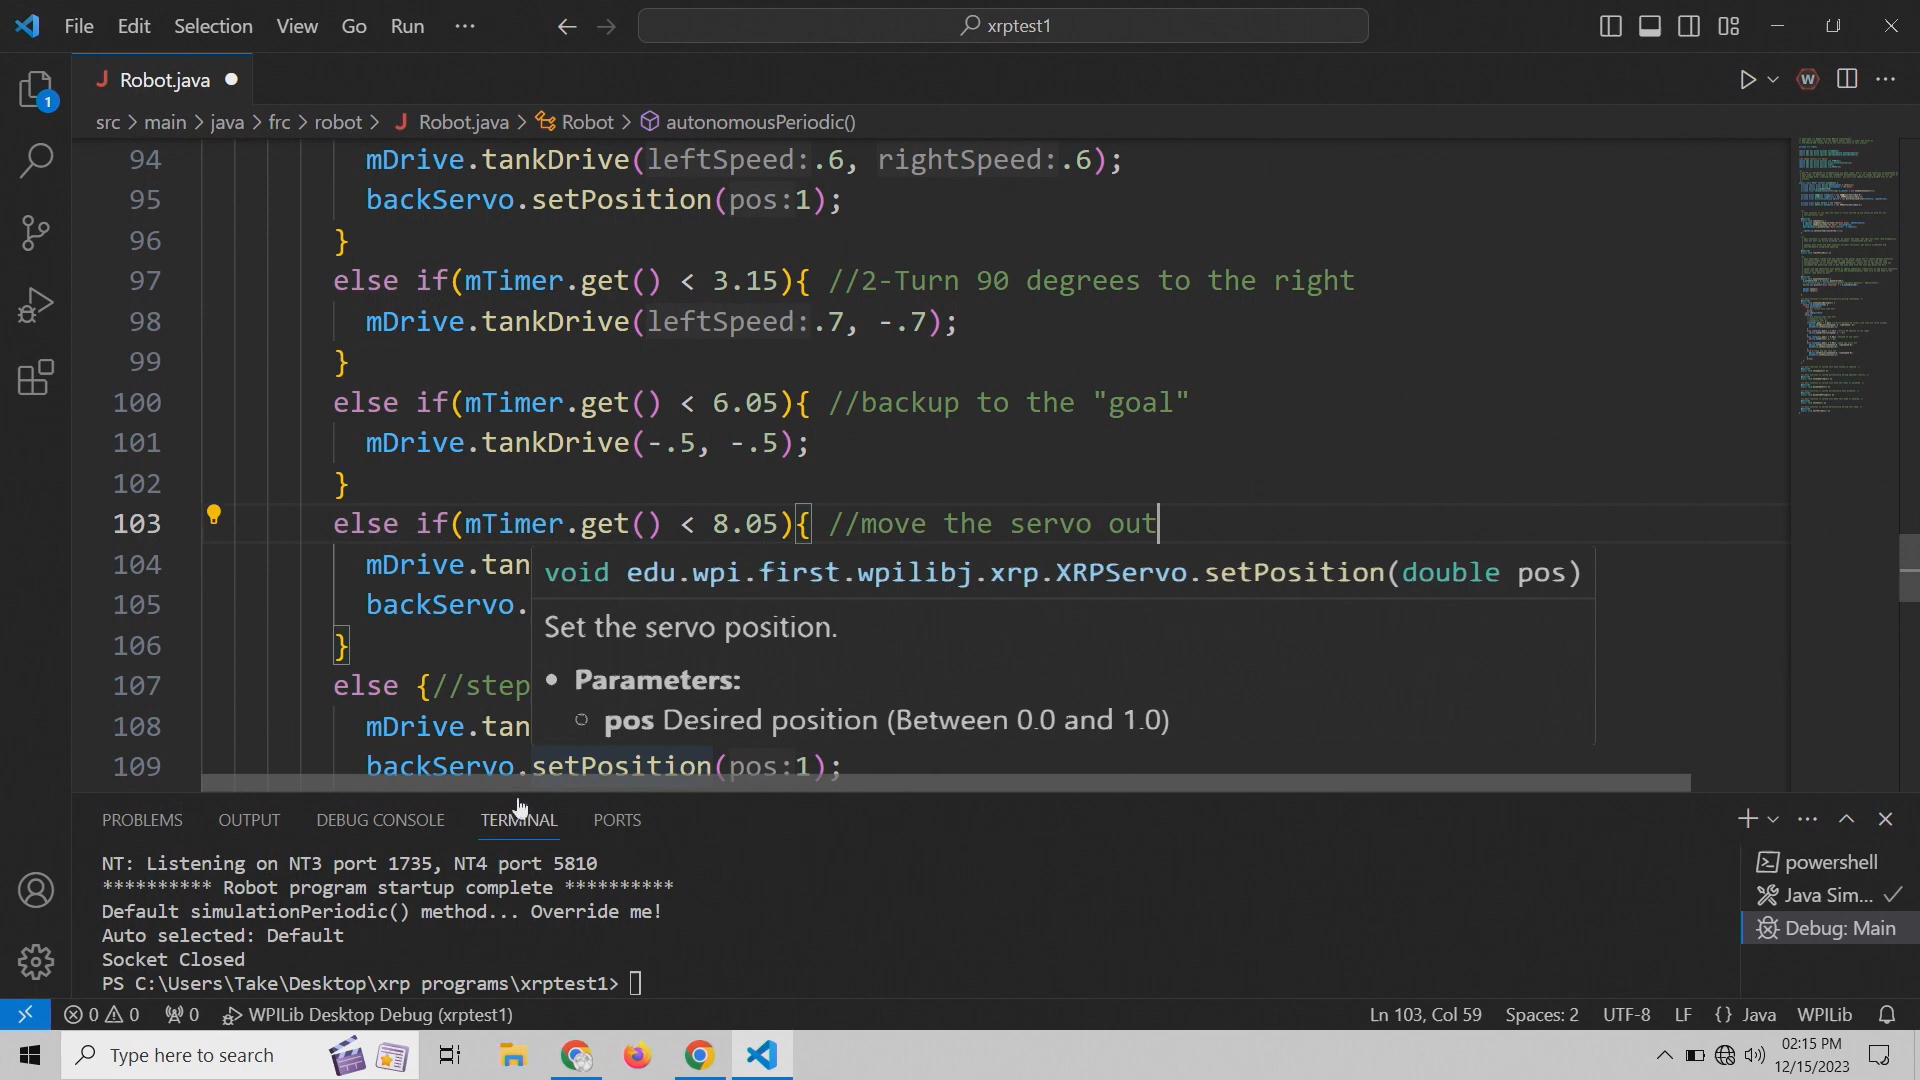 File Edit Selection View Go Run ···
xrptest1
Robot.java
src > main > java > frc > robot > J Robot.java > Robot > autonomousPeriodic()
94 mDrive.tankDrive(leftSpeed:.6, rightSpeed:.6);
95 backServo.setPosition(pos:1);
96 }
97 else if(mTimer.get() < 3.15){ //2-Turn 90 degrees to the right
98 mDrive.tankDrive(leftSpeed:.7, -.7);
99 }
100 else if(mTimer.get() < 6.05){ //backup to the "goal"
101 mDrive.tankDrive(-.5, -.5);
102 }
103 else if(mTimer.get() < 8.05){ //move the servo out
104 mDrive.tan
void edu.wpi.first.wpilibj.xrp.XRPServo.setPosition(double pos)
105 backServo.
Set the servo position.
106 }
• Parameters:
107 else {//step
pos Desired position (Between 0.0 and 1.0)
108 mDrive.tan
109 backServo.setPosition(pos:1);
PROBLEMS OUTPUT DEBUG CONSOLE TERMINAL PORTS
NT: Listening on NT3 port 1735, NT4 port 5810
********** Robot program startup complete **********
Default simulationPeriodic() method... Override me!
Auto selected: Default
Socket Closed
PS C:\Users\Take\Desktop\xrp programs\xrptest1>
powershell
Java Sim...
Debug: Main
0 0 0 WPILib Desktop Debug (xrptest1) Ln 103, Col 59 Spaces: 2 UTF-8 LF {} Java WPILib
Type here to search
02:15 PM
12/15/2023